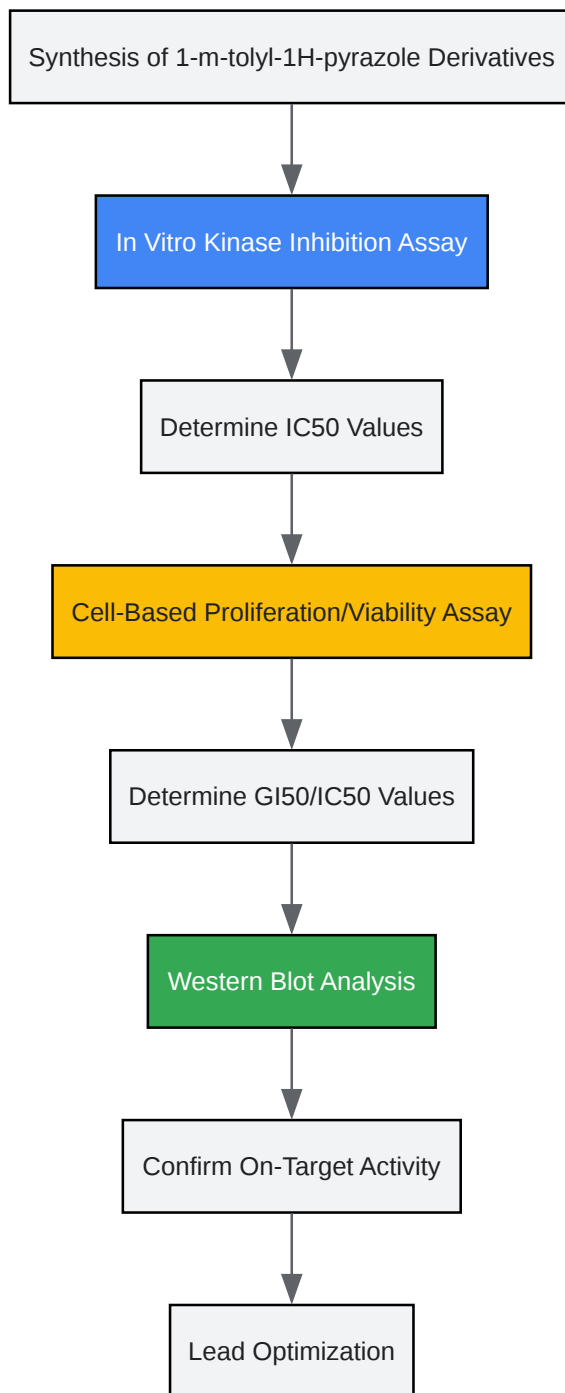 Synthesis of 1-m-tolyl-1H-pyrazole Derivatives
In Vitro Kinase Inhibition Assay
Determine IC50 Values
Cell-Based Proliferation/Viability Assay
Determine GI50/IC50 Values
Western Blot Analysis
Confirm On-Target Activity
Lead Optimization